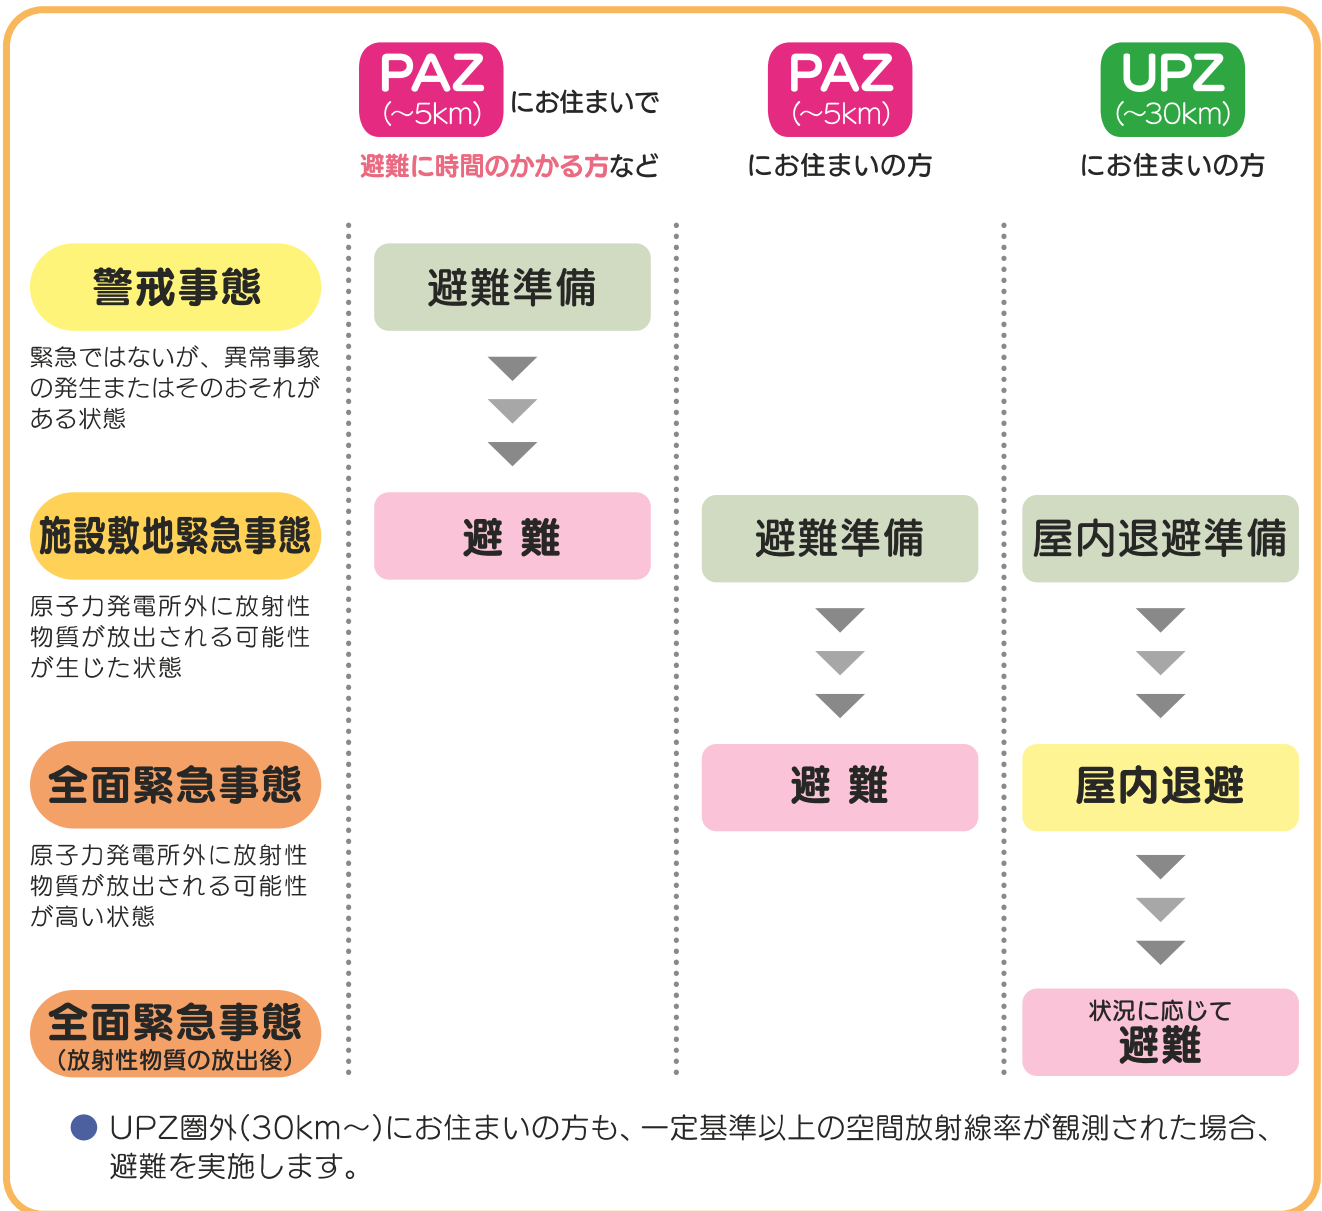 PAZ
(～5km)
にお住まいで
避難に時間のかかる方など
PAZ
(～5km)
にお住まいの方
UPZ
(～30km)
にお住まいの方
警戒事態
避難準備
緊急ではないが、異常事象
の発生またはそのおそれが
ある状態
施設敷地緊急事態
避 難
避難準備
屋内退避準備
原子力発電所外に放射性
物質が放出される可能性
が生じた状態
全面緊急事態
避 難
屋内退避
原子力発電所外に放射性
物質が放出される可能性
が高い状態
全面緊急事態
(放射性物質の放出後)
状況に応じて
避難
● UPZ圏外(30km～)にお住まいの方も、一定基準以上の空間放射線率が観測された場合、
避難を実施します。